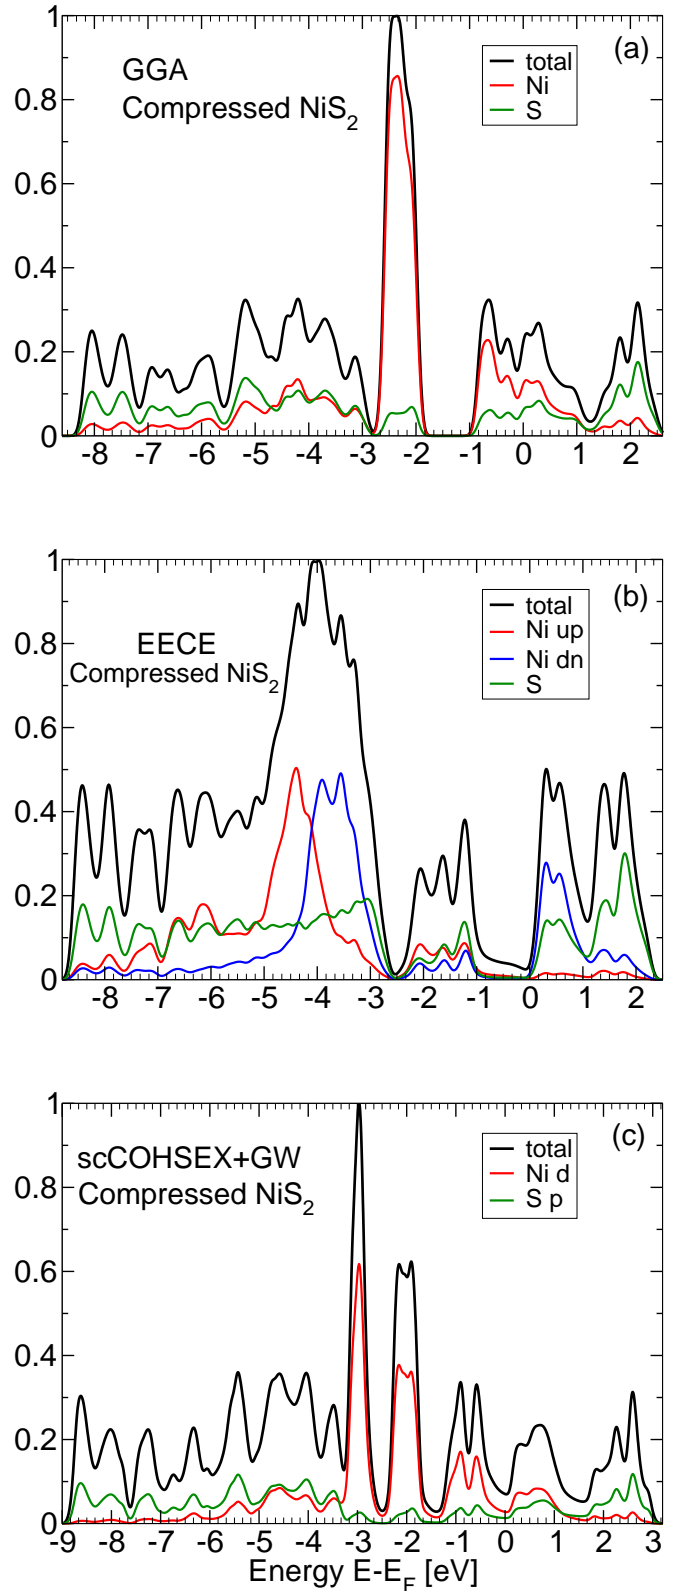 1
(a)
GGA
Compressed NiS2
total
Ni
S
0.8
0.6
0.4
0.2
0
-8 -7 -6 -5 -4 -3 -2 -1 0 1 2
1
(b)
EECE
Compressed NiS2
total
Ni up
Ni dn
S
0.8
0.6
0.4
0.2
0
-8 -7 -6 -5 -4 -3 -2 -1 0 1 2
1
(c)
scCOHSEX+GW
Compressed NiS2
total
Ni d
S p
0.8
0.6
0.4
0.2
0
-9 -8 -7 -6 -5 -4 -3 -2 -1 0 1 2 3
Energy E-EF [eV]